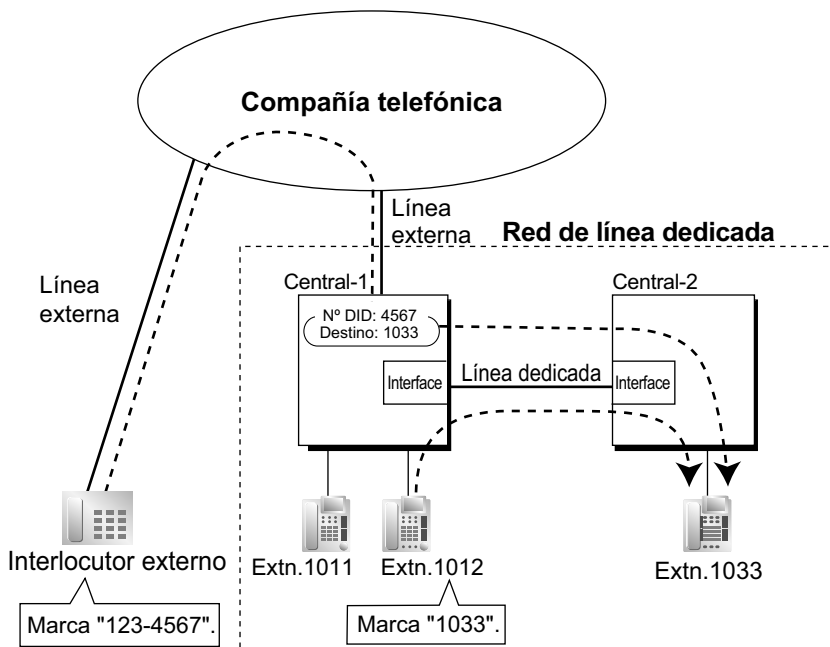 Compañía telefónica
Línea
externa
Red de línea dedicada
Línea
externa
Central-1
Central-2
Nº DID: 4567
Destino: 1033
Interface
Línea dedicada
Interface
Interlocutor externo
Extn.1011
Extn.1012
Extn.1033
Marca "123-4567".
Marca "1033".